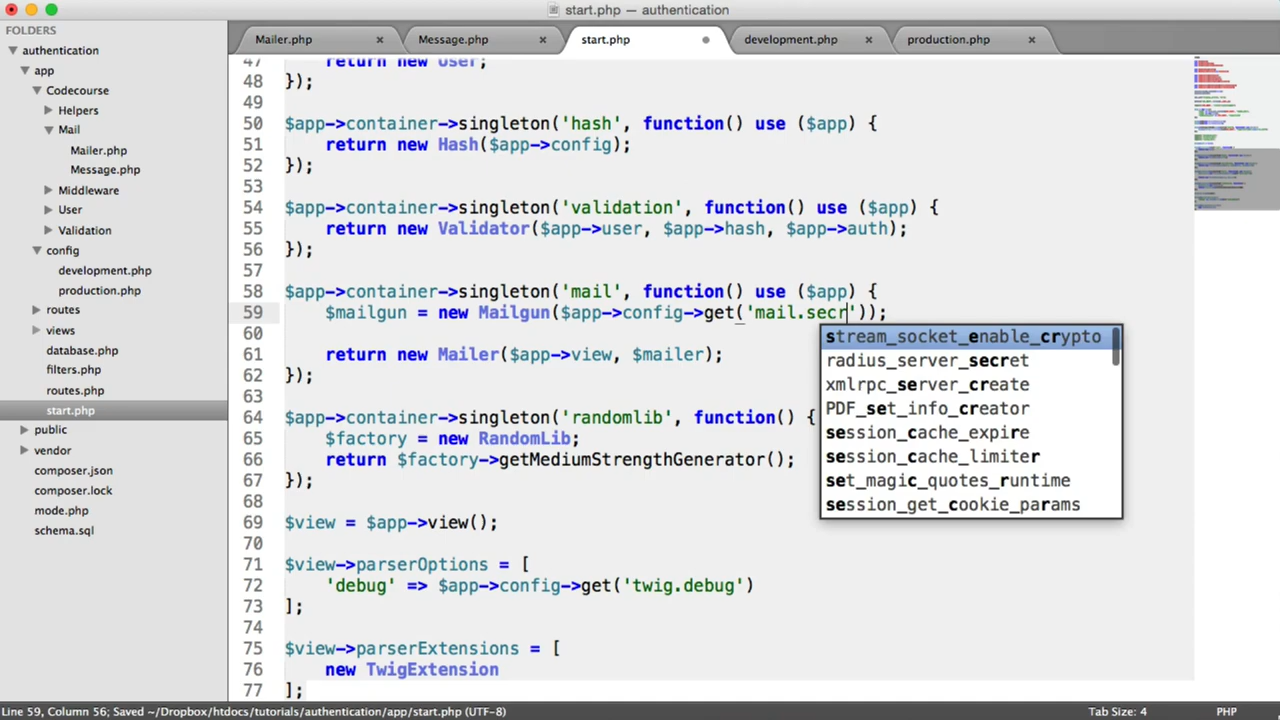 start.php — authentication
FOLDERS
authentication
app
Codecourse
Helpers
Mail
Mailer.php
Message.php
Middleware
User
Validation
config
development.php
production.php
routes
views
database.php
filters.php
routes.php
start.php
public
vendor
composer.json
composer.lock
mode.php
schema.sql
Mailer.php × Message.php × start.php development.php × production.php ×
47 return new User;
48 });
49
50 $app->container->singleton('hash', function() use ($app) {
51 return new Hash($app->config);
52 });
53
54 $app->container->singleton('validation', function() use ($app) {
55 return new Validator($app->user, $app->hash, $app->auth);
56 });
57
58 $app->container->singleton('mail', function() use ($app) {
59 $mailgun = new Mailgun($app->config->get('mail.secr'));
60
61 return new Mailer($app->view, $mailer);
62 });
63
64 $app->container->singleton('randomlib', function() {
65 $factory = new RandomLib;
66 return $factory->getMediumStrengthGenerator();
67 });
68
69 $view = $app->view();
70
71 $view->parserOptions = [
72 'debug' => $app->config->get('twig.debug')
73 ];
74
75 $view->parserExtensions = [
76 new TwigExtension
77 ];
stream_socket_enable_crypto
radius_server_secret
xmlrpc_server_create
PDF_set_info_creator
session_cache_expire
session_cache_limiter
set_magic_quotes_runtime
session_get_cookie_params
Line 59, Column 56; Saved ~/Dropbox/htdocs/tutorials/authentication/app/start.php (UTF-8) Tab Size: 4 PHP